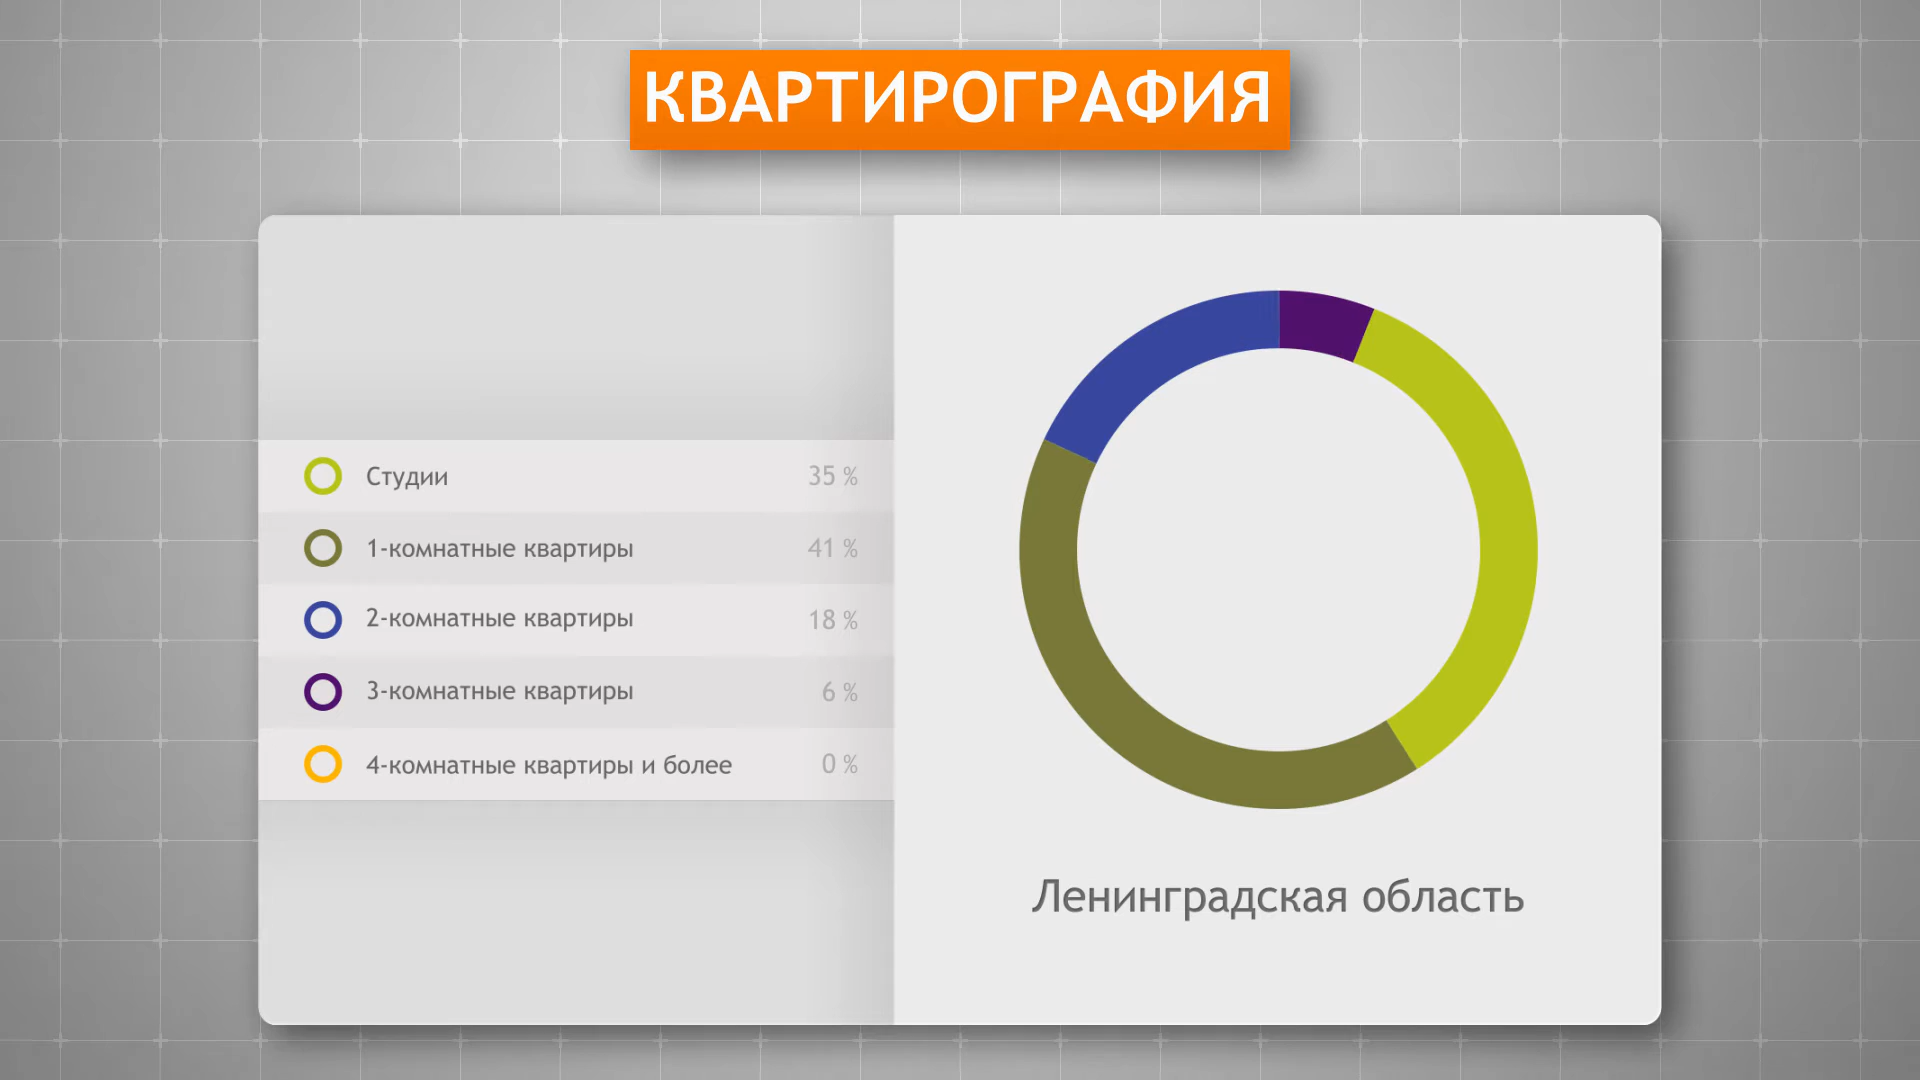 КВАРТИРОГРАФИЯ
Студии 35 %
1-комнатные квартиры 41 %
2-комнатные квартиры 18 %
3-комнатные квартиры 6 %
4-комнатные квартиры и более 0 %
Ленинградская область